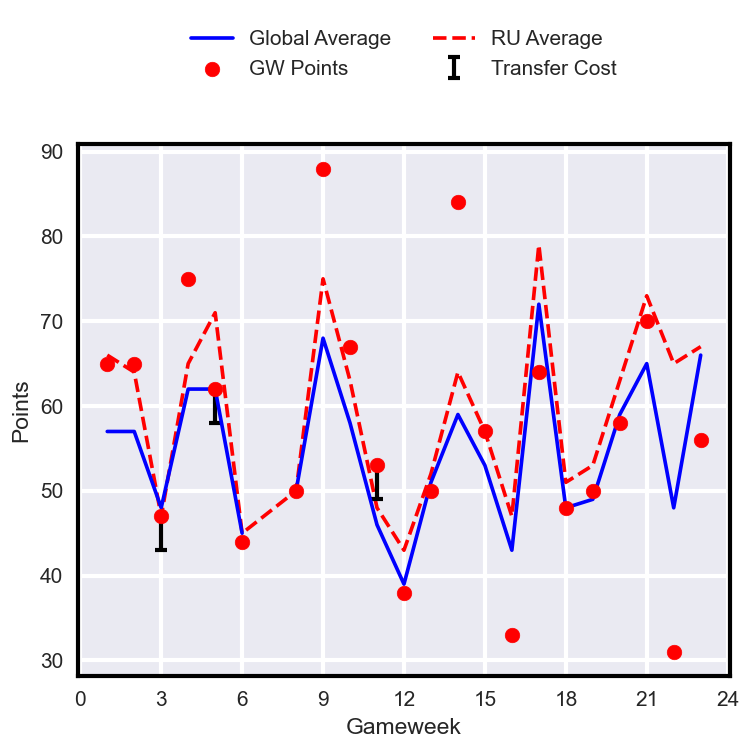 Global Average
RU Average
GW Points
Transfer Cost
90
80
70
60
50
40
30
Points
0 3 6 9 12 15 18 21 24
Gameweek